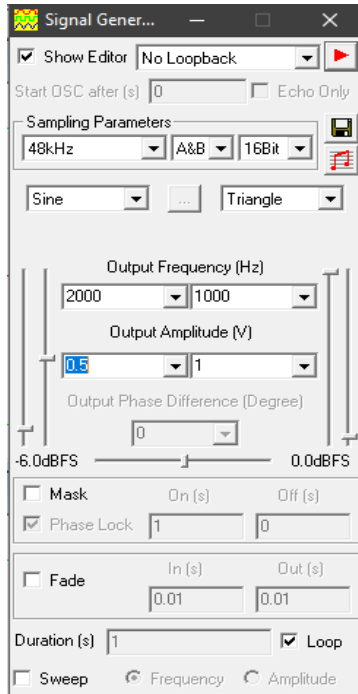 Signal Gener...
Show Editor No Loopback
Start OSC after (s) 0 Echo Only
Sampling Parameters
48kHz A&B 16Bit
Sine ... Triangle
Output Frequency (Hz)
2000 1000
Output Amplitude (V)
0.5 1
Output Phase Difference (Degree)
0
-6.0dBFS 0.0dBFS
Mask On (s) Off (s)
Phase Lock 1 0
Fade In (s) Out (s)
0.01 0.01
Duration (s) 1 Loop
Sweep Frequency Amplitude